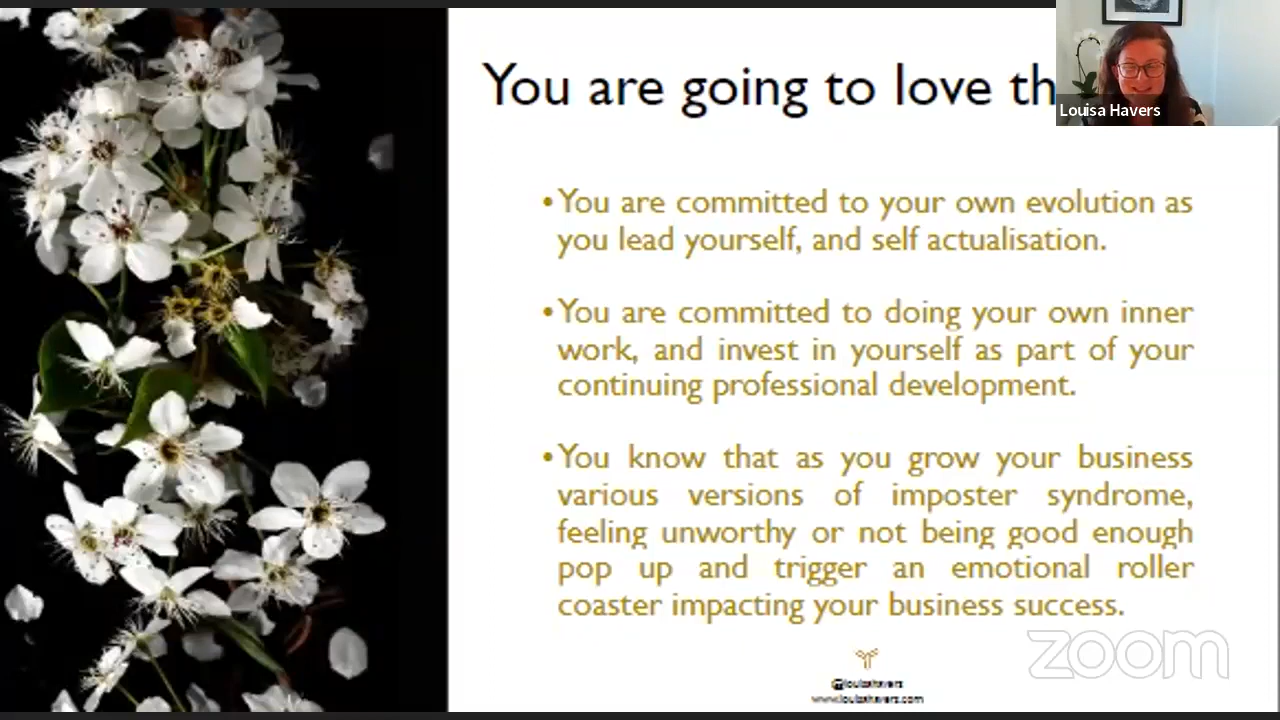 You are going to love th
Louisa Havers
•You are committed to your own evolution as
you lead yourself, and self actualisation.
•You are committed to doing your own inner
work, and invest in yourself as part of your
continuing professional development.
•You know that as you grow your business
various versions of imposter syndrome,
feeling unworthy or not being good enough
pop up and trigger an emotional roller
coaster impacting your business success.
zoom
@louisahavers
www.louisahavers.com